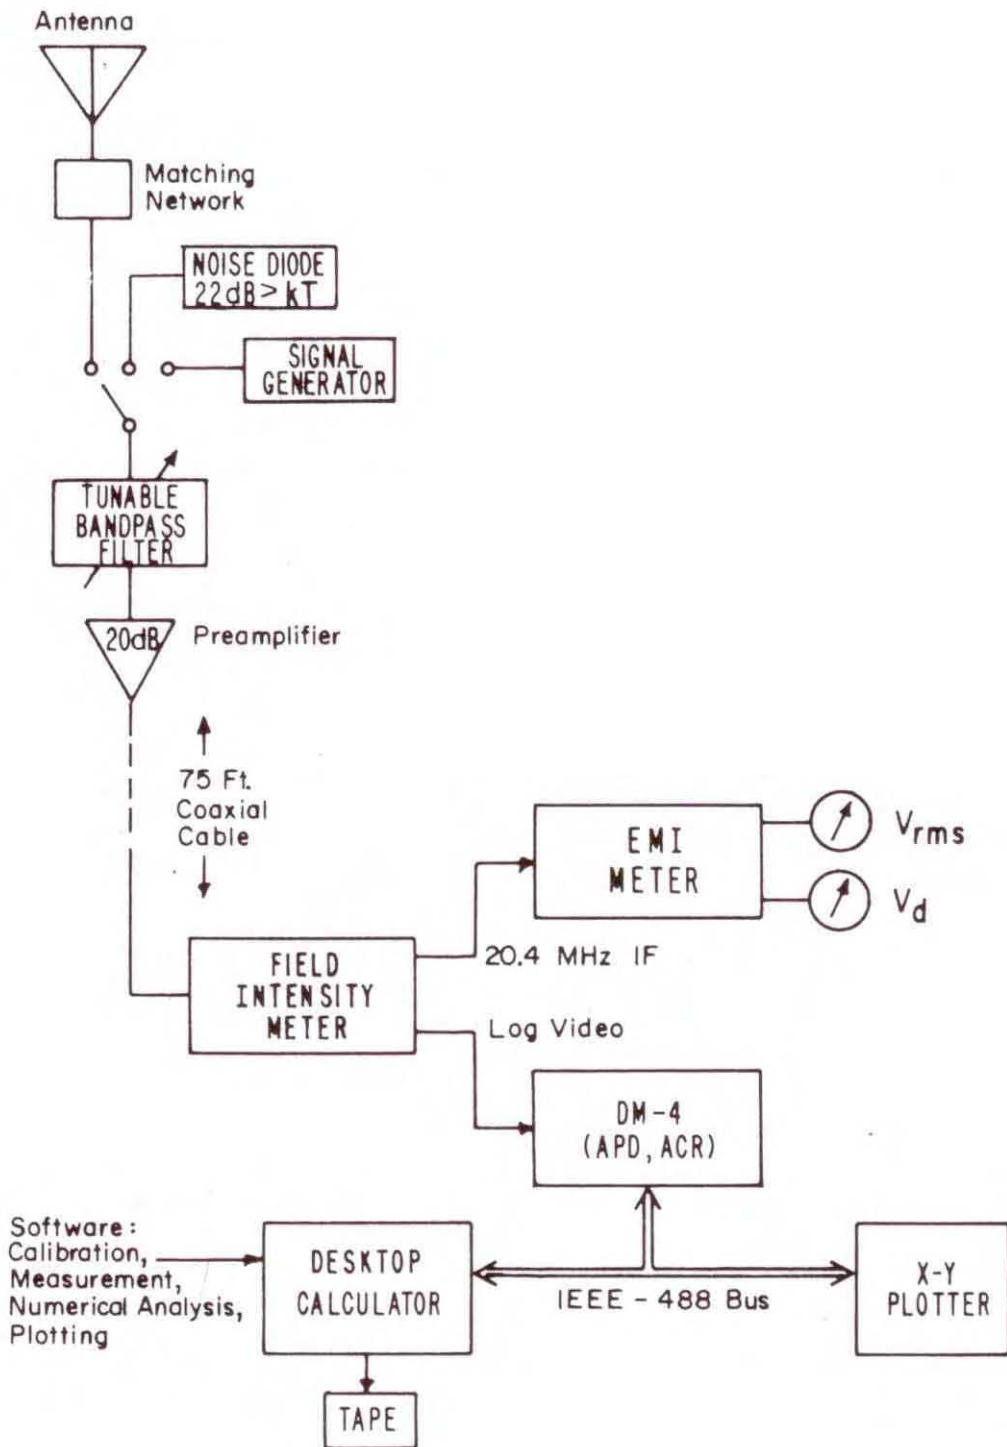 Antenna
Matching
Network
NOISE DIODE
22dB > kT
SIGNAL
GENERATOR
TUNABLE
BANDPASS
FILTER
20dB
Preamplifier
75 Ft.
Coaxial
Cable
EMI
METER
Vrms
Vd
20.4 MHz IF
FIELD
INTENSITY
METER
Log Video
DM-4
(APD, ACR)
Software:
Calibration,
Measurement,
Numerical Analysis,
Plotting
DESKTOP
CALCULATOR
IEEE-488 Bus
X-Y
PLOTTER
TAPE